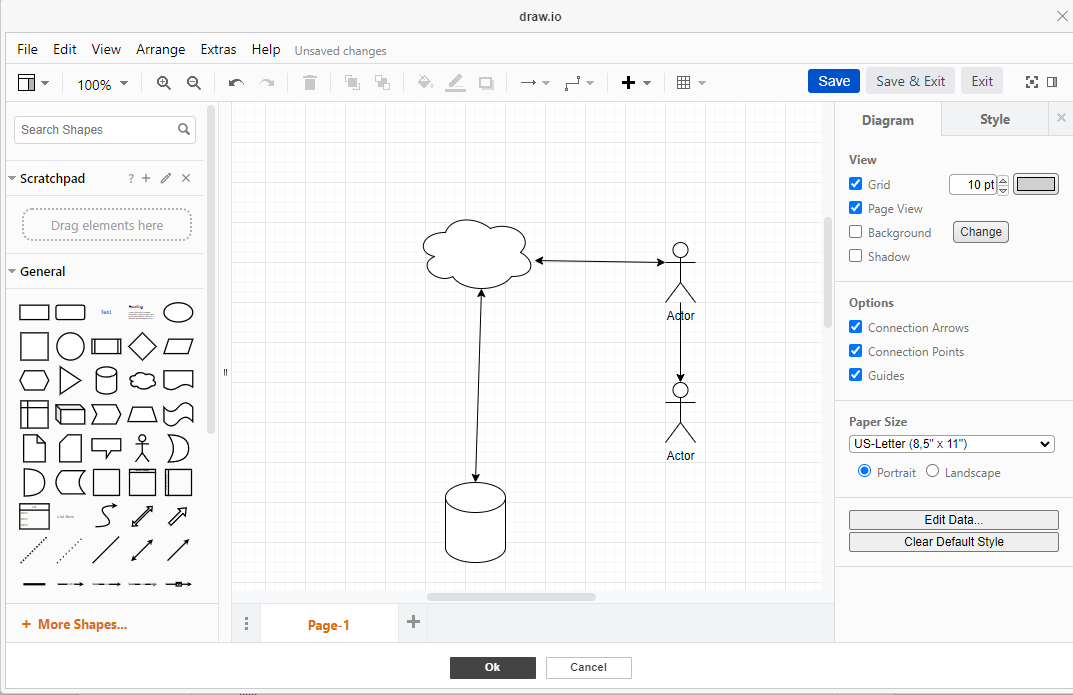 draw.io
File Edit View Arrange Extras Help Unsaved changes
100% Save Save & Exit Exit
Search Shapes
Scratchpad ?
Drag elements here
General
Text
Heading
More Shapes...
Actor
Actor
Page-1
Diagram Style
View
Grid 10 pt
Page View
Background Change
Shadow
Options
Connection Arrows
Connection Points
Guides
Paper Size
US-Letter (8,5" x 11")
Portrait Landscape
Edit Data...
Clear Default Style
Ok Cancel